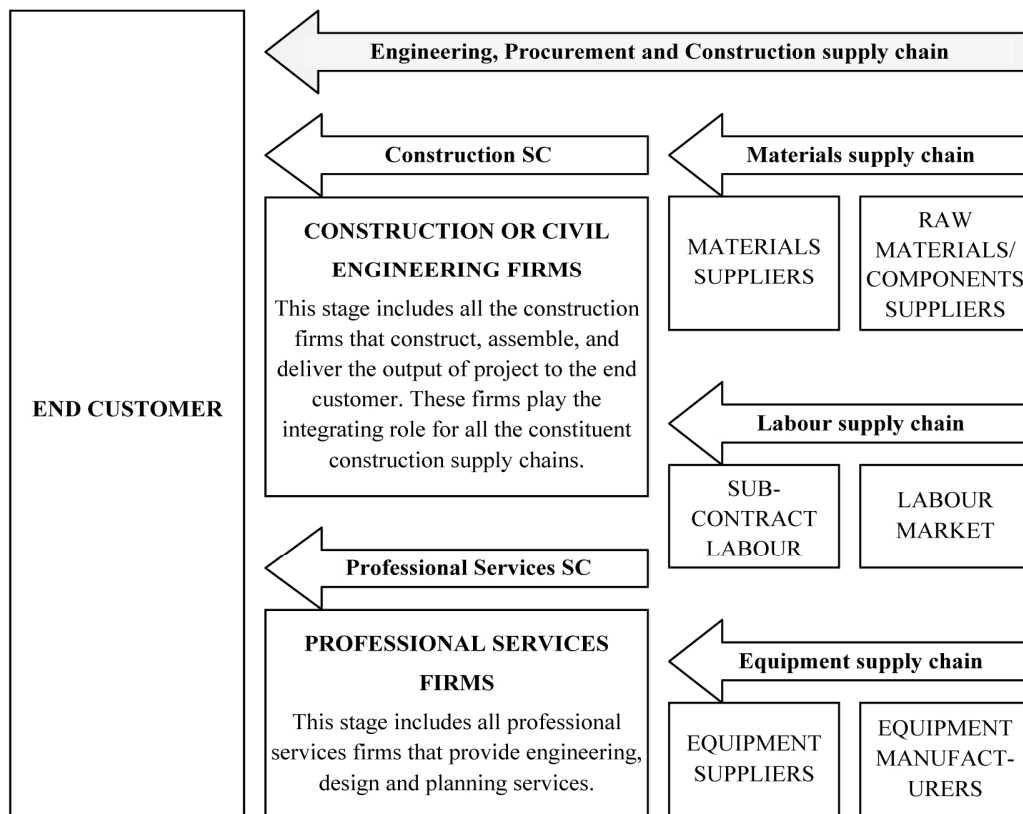 Engineering, Procurement and Construction supply chain
END CUSTOMER
Construction SC
CONSTRUCTION OR CIVIL
ENGINEERING FIRMS
This stage includes all the construction
firms that construct, assemble, and
deliver the output of project to the end
customer. These firms play the
integrating role for all the constituent
construction supply chains.
Professional Services SC
PROFESSIONAL SERVICES
FIRMS
This stage includes all professional
services firms that provide engineering,
design and planning services.
Materials supply chain
MATERIALS
SUPPLIERS
RAW
MATERIALS/
COMPONENTS
SUPPLIERS
Labour supply chain
SUB-
CONTRACT
LABOUR
LABOUR
MARKET
Equipment supply chain
EQUIPMENT
SUPPLIERS
EQUIPMENT
MANUFACT-
URERS